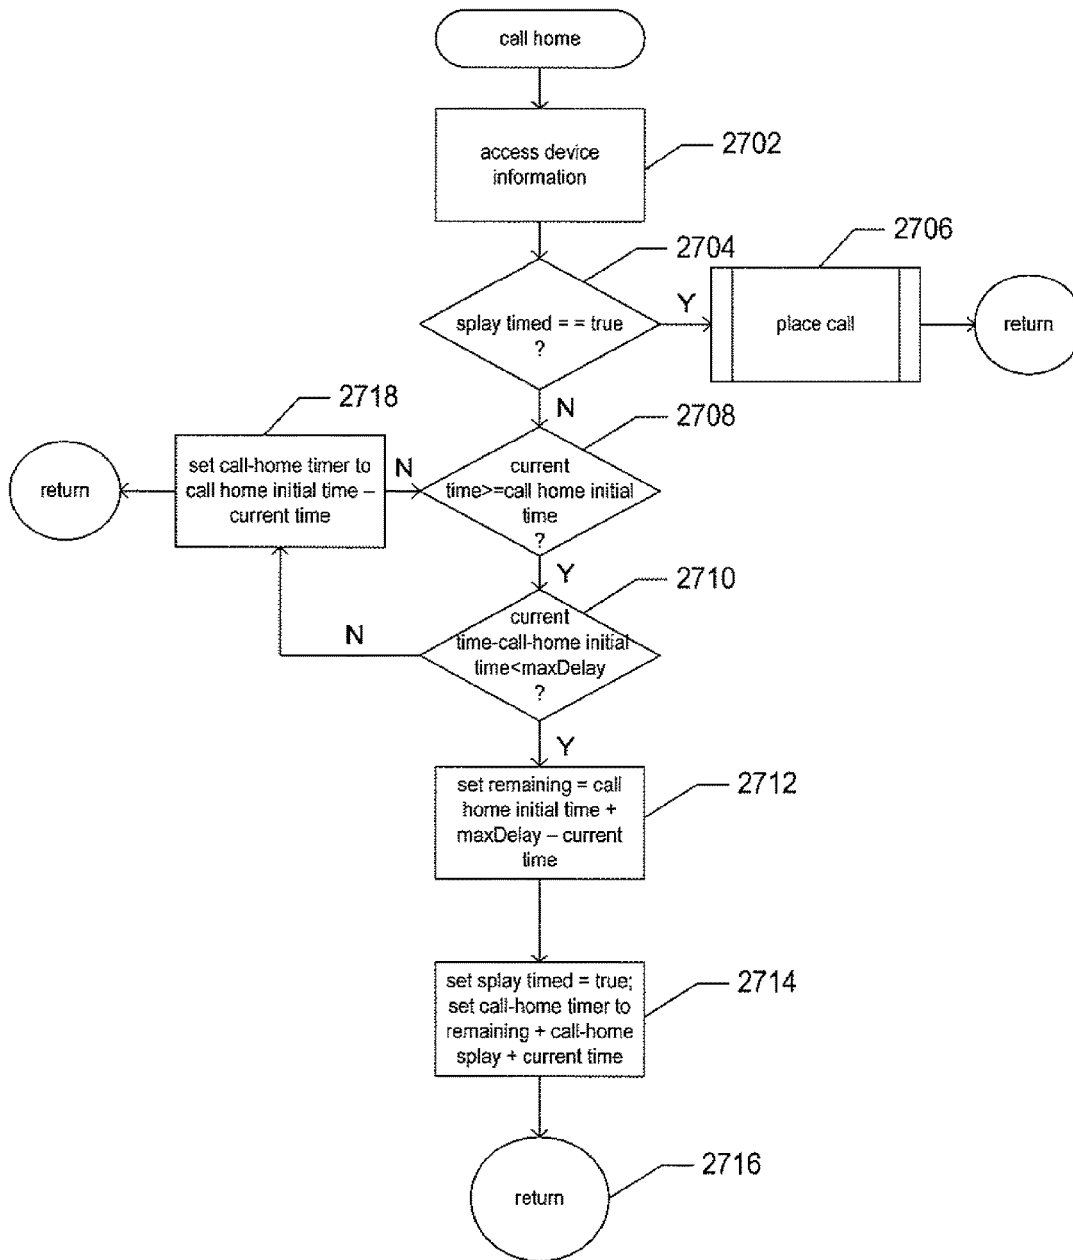 call home
access device
information
2702
2704
splay timed = = true
?
Y
2706
place call
return
N
2718
set call-home timer to
call home initial time –
current time
return
N
2708
current
time>=call home initial
time
?
Y
2710
current
time-call-home initial
time<maxDelay
?
N
Y
set remaining = call
home initial time +
maxDelay – current
time
2712
set splay timed = true;
set call-home timer to
remaining + call-home
splay + current time
2714
return
2716